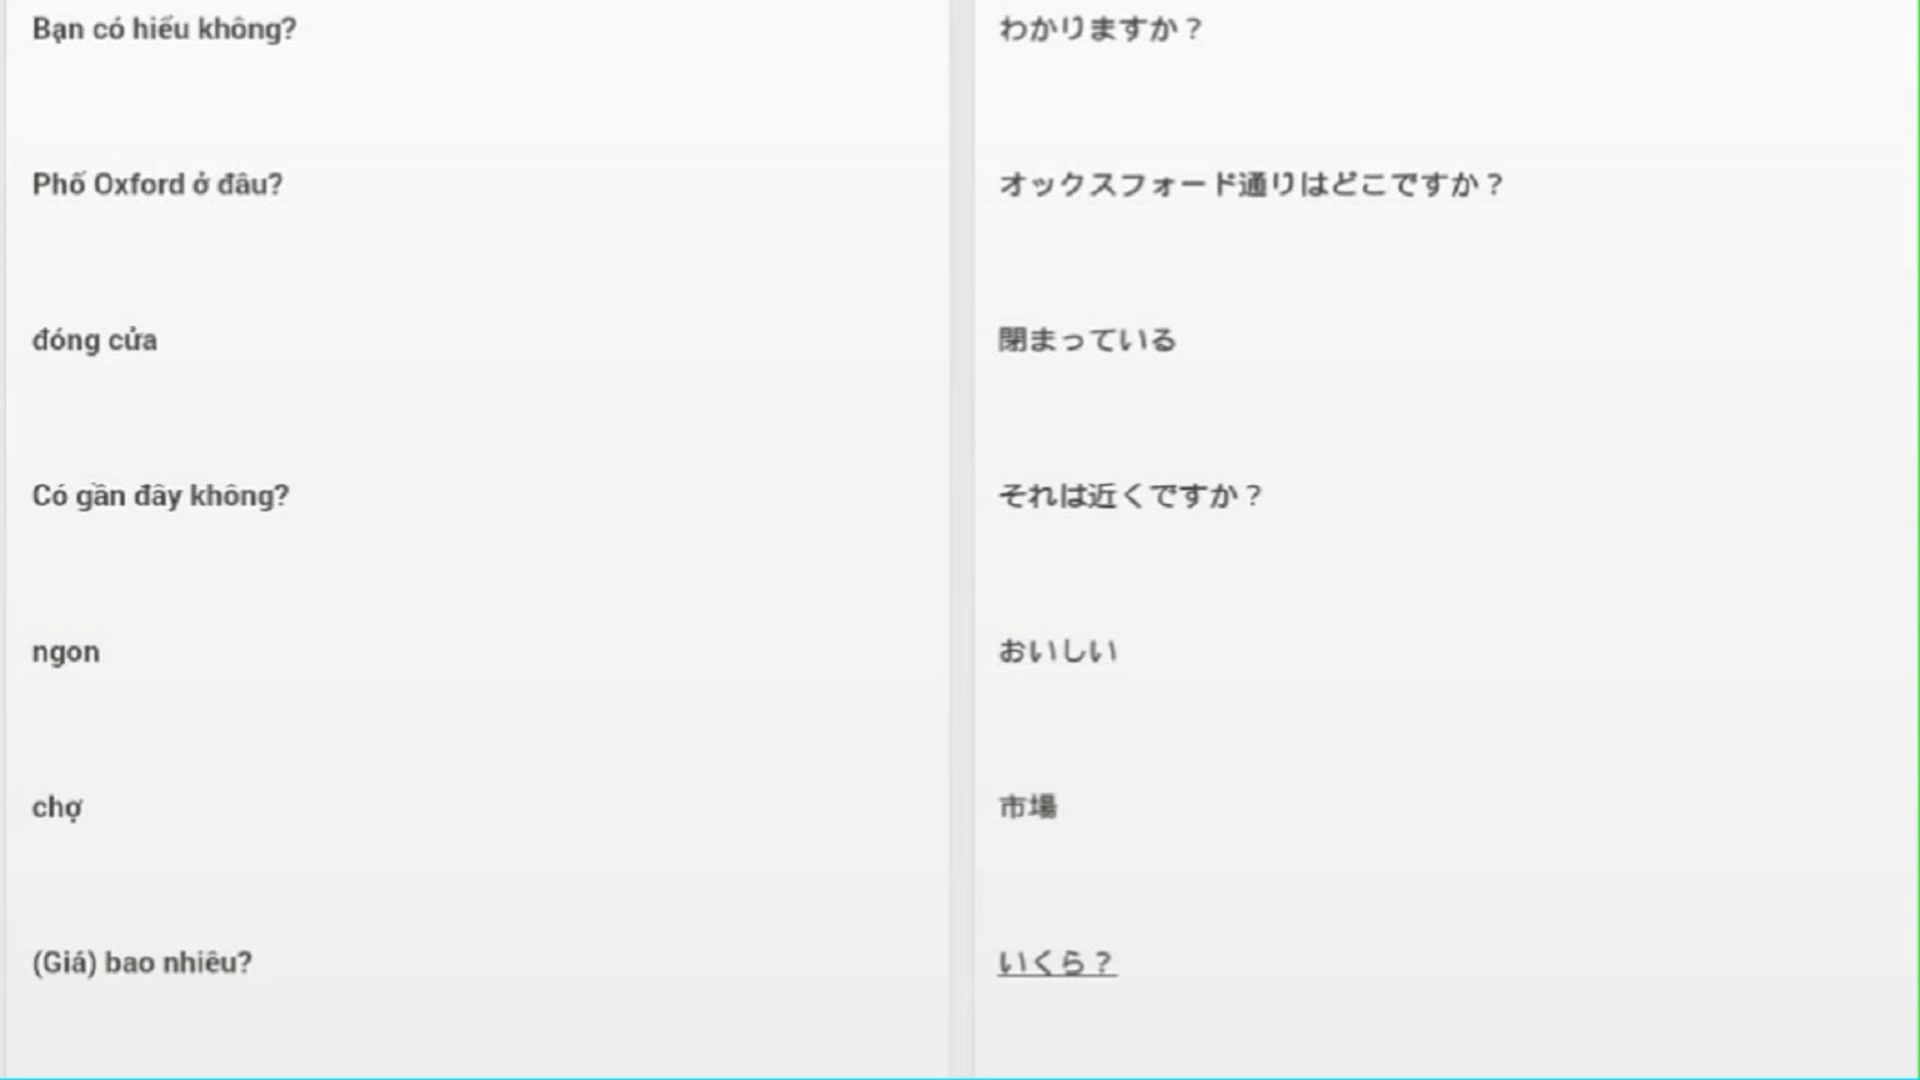 Bạn có hiểu không?
わかりますか？
Phố Oxford ở đâu?
オックスフォード通りはどこですか？
đóng cửa
閉まっている
Có gần đây không?
それは近くですか？
ngon
おいしい
chợ
市場
(Giá) bao nhiêu?
いくら？